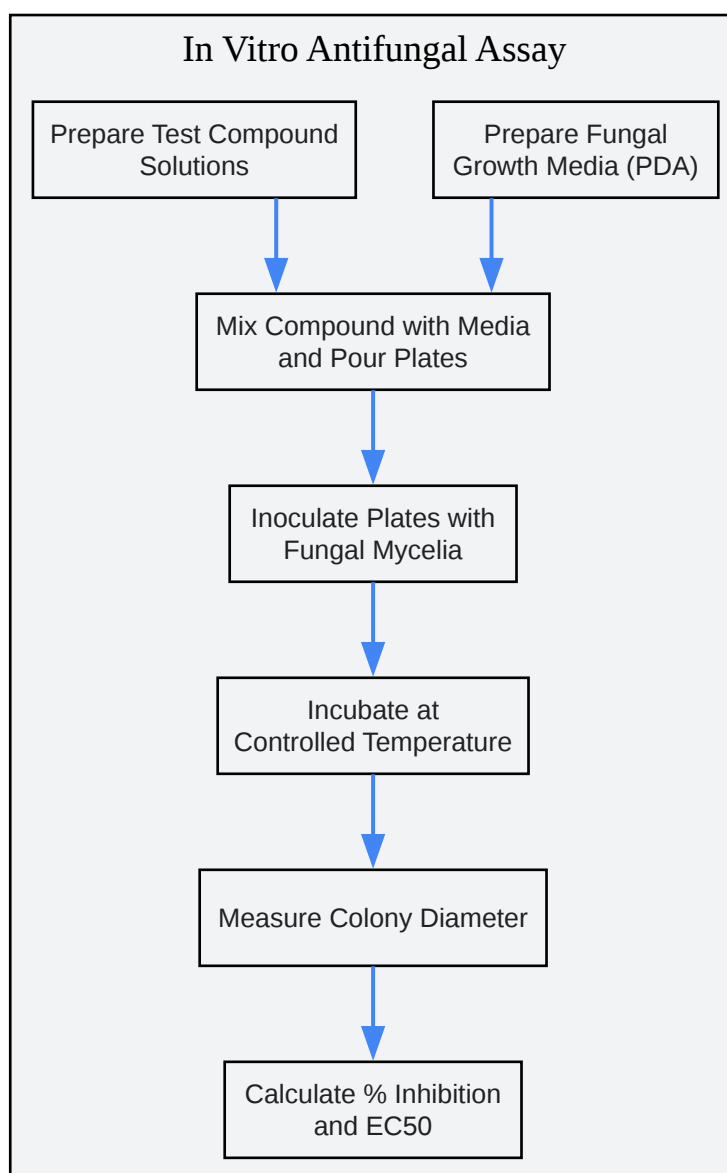 In Vitro Antifungal Assay
Prepare Test Compound
Solutions
Prepare Fungal
Growth Media (PDA)
Mix Compound with Media
and Pour Plates
Inoculate Plates with
Fungal Mycelia
Incubate at
Controlled Temperature
Measure Colony Diameter
Calculate % Inhibition
and EC50